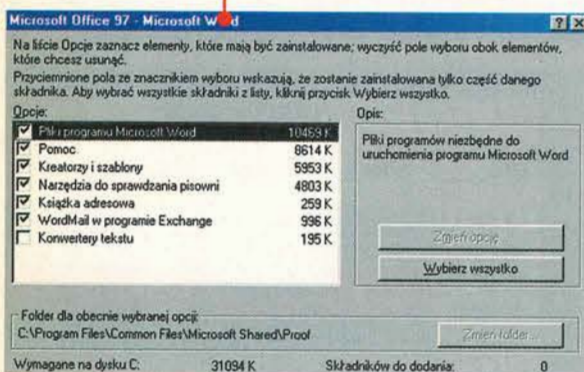 Microsoft Office 97 - Microsoft W d
Na liście Opcje zaznacz elementy, które mają być zainstalowane; wyczyść pole wyboru obok elementów,
które chcesz usunąć.
Przyciemnione pola ze znacznikiem wyboru wskazują, że zostanie zainstalowana tylko część danego
składnika. Aby wybrać wszystkie składniki z listy, kliknij przycisk Wybierz wszystko.
Opcje:
Pliki programu Microsoft Word 10469 K
Pomoc 8614 K
Kreatorzy i szablony 5953 K
Narzędzia do sprawdzania pisowni 4803 K
Książka adresowa 259 K
WordMail w programie Exchange 996 K
Konwertery tekstu 195 K
Opis:
Pliki programów niezbędne do
uruchomienia programu Microsoft Word
Zmień opcję...
Wybierz wszystko
Folder dla obecnie wybranej opcji:
C:\Program Files\Common Files\Microsoft Shared\Proof
Zmień folder...
Wymagane na dysku C: 31094 K
Składników do dodania: 0